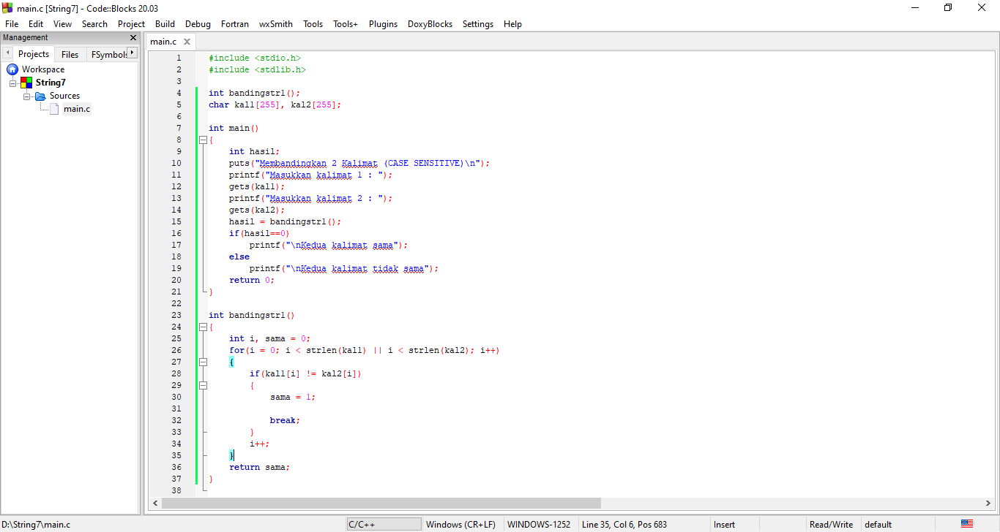 main.c [String7] - Code::Blocks 20.03
File Edit View Search Project Build Debug Fortran wxSmith Tools Tools+ Plugins DoxyBlocks Settings Help
Management
Projects Files FSymbols
Workspace
String7
Sources
main.c
main.c
1 #include <stdio.h>
2 #include <stdlib.h>
3
4 int bandingstr1();
5 char kal1[255], kal2[255];
6
7 int main()
8 {
9 int hasil;
10 puts("Membandingkan 2 Kalimat (CASE SENSITIVE)\n");
11 printf("Masukkan kalimat 1 : ");
12 gets(kal1);
13 printf("Masukkan kalimat 2 : ");
14 gets(kal2);
15 hasil = bandingstr1();
16 if(hasil==0)
17 printf("\nKedua kalimat sama");
18 else
19 printf("\nKedua kalimat tidak sama");
20 return 0;
21 }
22
23 int bandingstr1()
24 {
25 int i, sama = 0;
26 for(i = 0; i < strlen(kal1) || i < strlen(kal2); i++)
27 {
28 if(kal1[i] != kal2[i])
29 {
30 sama = 1;
31
32 break;
33 }
34 i++;
35 }
36 return sama;
37 }
38
D:\String7\main.c C/C++ Windows (CR+LF) WINDOWS-1252 Line 35, Col 6, Pos 683 Insert Read/Write default